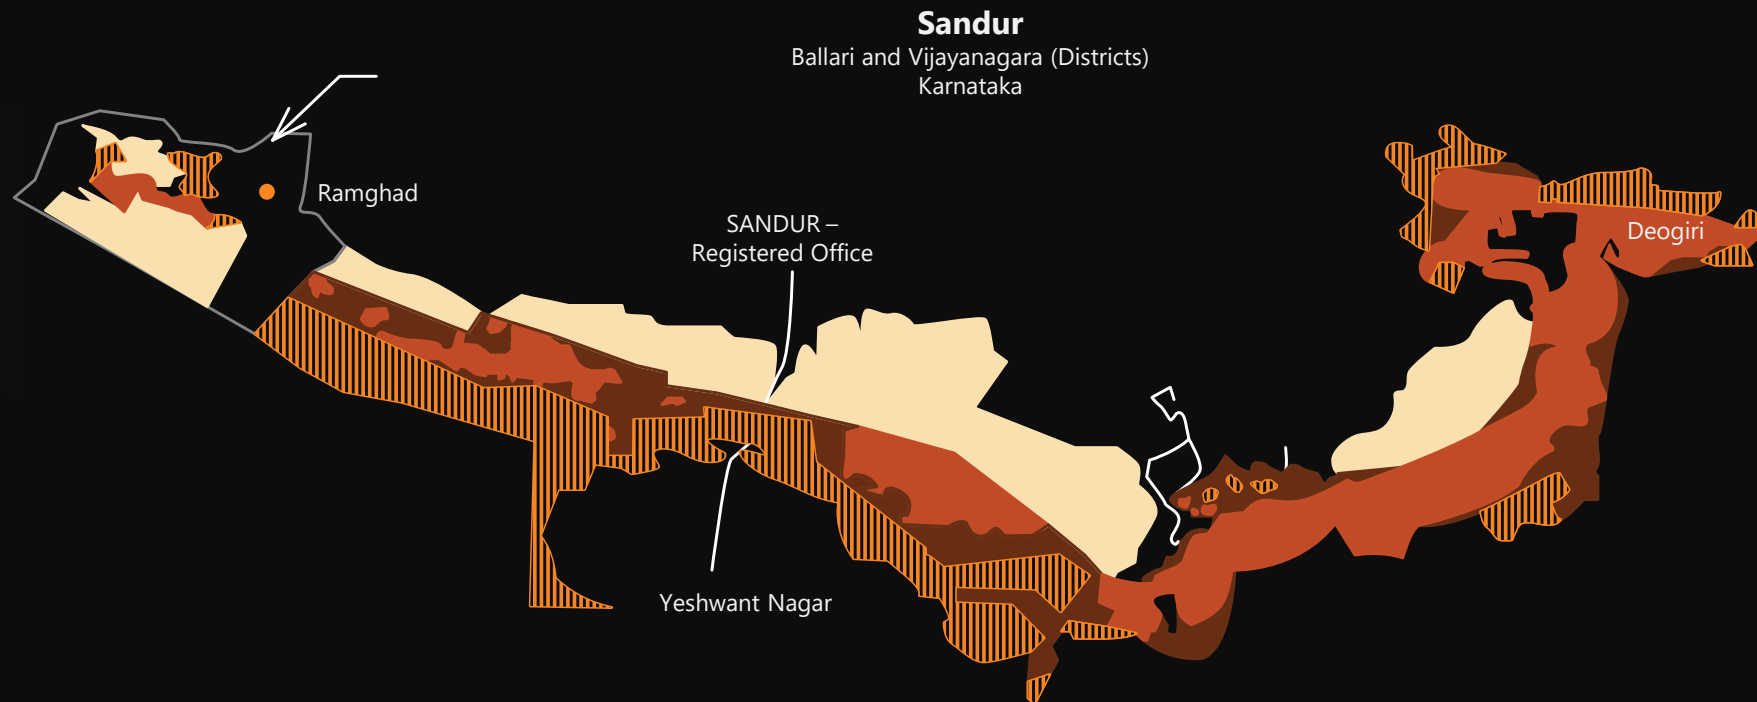 Sandur
Ballari and Vijayanagara (Districts)
Karnataka
Ramghad
SANDUR –
Registered Office
Deogiri
Yeshwant Nagar